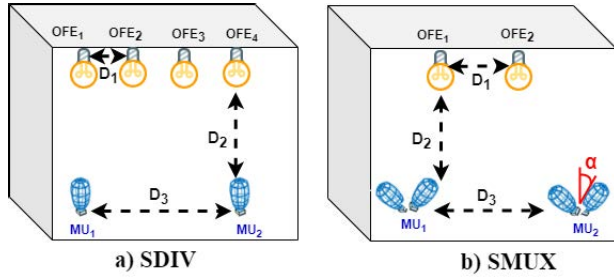 OFE1 OFE2 OFE3 OFE4
D1
D2
D3
MU1 MU2
a) SDIV
OFE1 OFE2
D1
D2
α
D3
MU1 MU2
b) SMUX